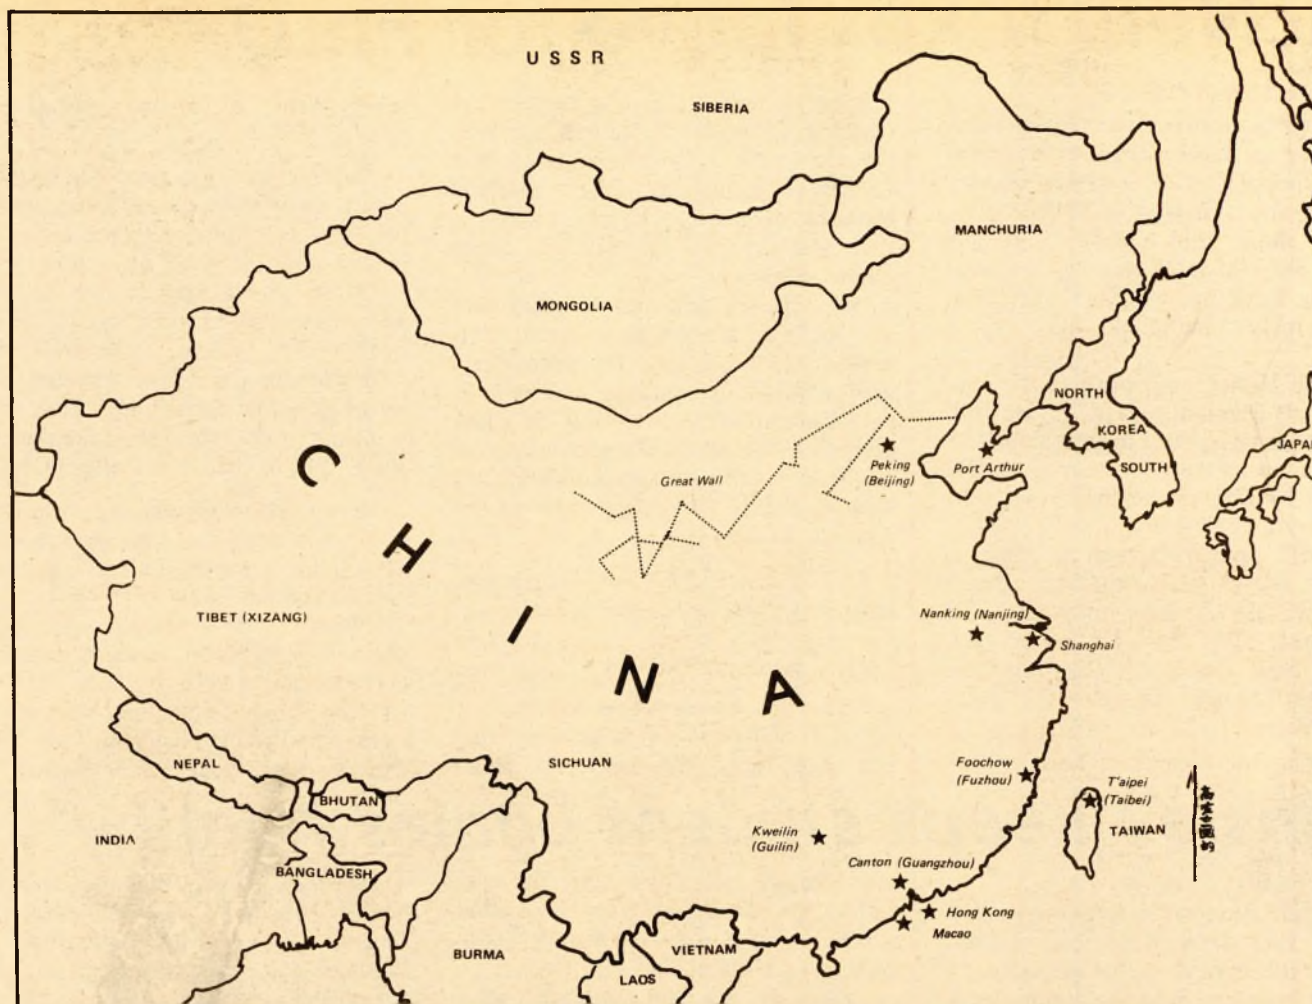 USSR
SIBERIA
MANCHURIA
MONGOLIA
NORTH
KOREA
SOUTH
JAPA
CHINA
Great Wall
Peking
(Beijing)
Port Arthur
TIBET (XIZANG)
Nanking (Nanjing)
Shanghai
SICHUAN
NEPAL
BHUTAN
Foochow
(Fuzhou)
T'aipei
(Taibei)
TAIWAN
INDIA
Kweilin
(Guilin)
BANGLADESH
Canton (Guangzhou)
Hong Kong
Macao
BURMA
VIETNAM
LAOS